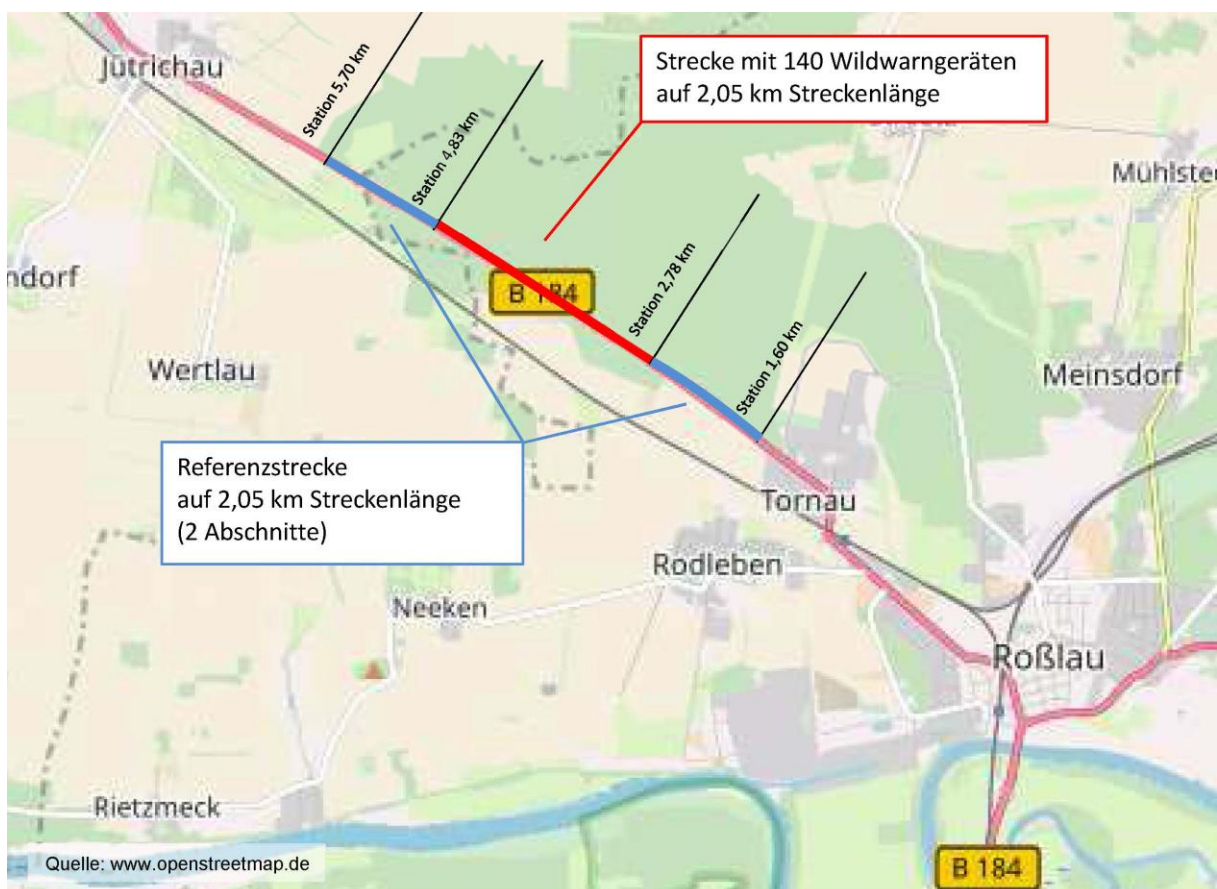 Jütrichau
Station 5,70 km
Station 4,83 km
Strecke mit 140 Wildwarngeräten
auf 2,05 km Streckenlänge
Mühlste
ndorf
B 184
Station 2,78 km
Station 1,60 km
Wertlau
Meinsdorf
Referenzstrecke
auf 2,05 km Streckenlänge
(2 Abschnitte)
Tornau
Rodleben
Neeken
Roßlau
Rietzmeck
Quelle: www.openstreetmap.de
B 184